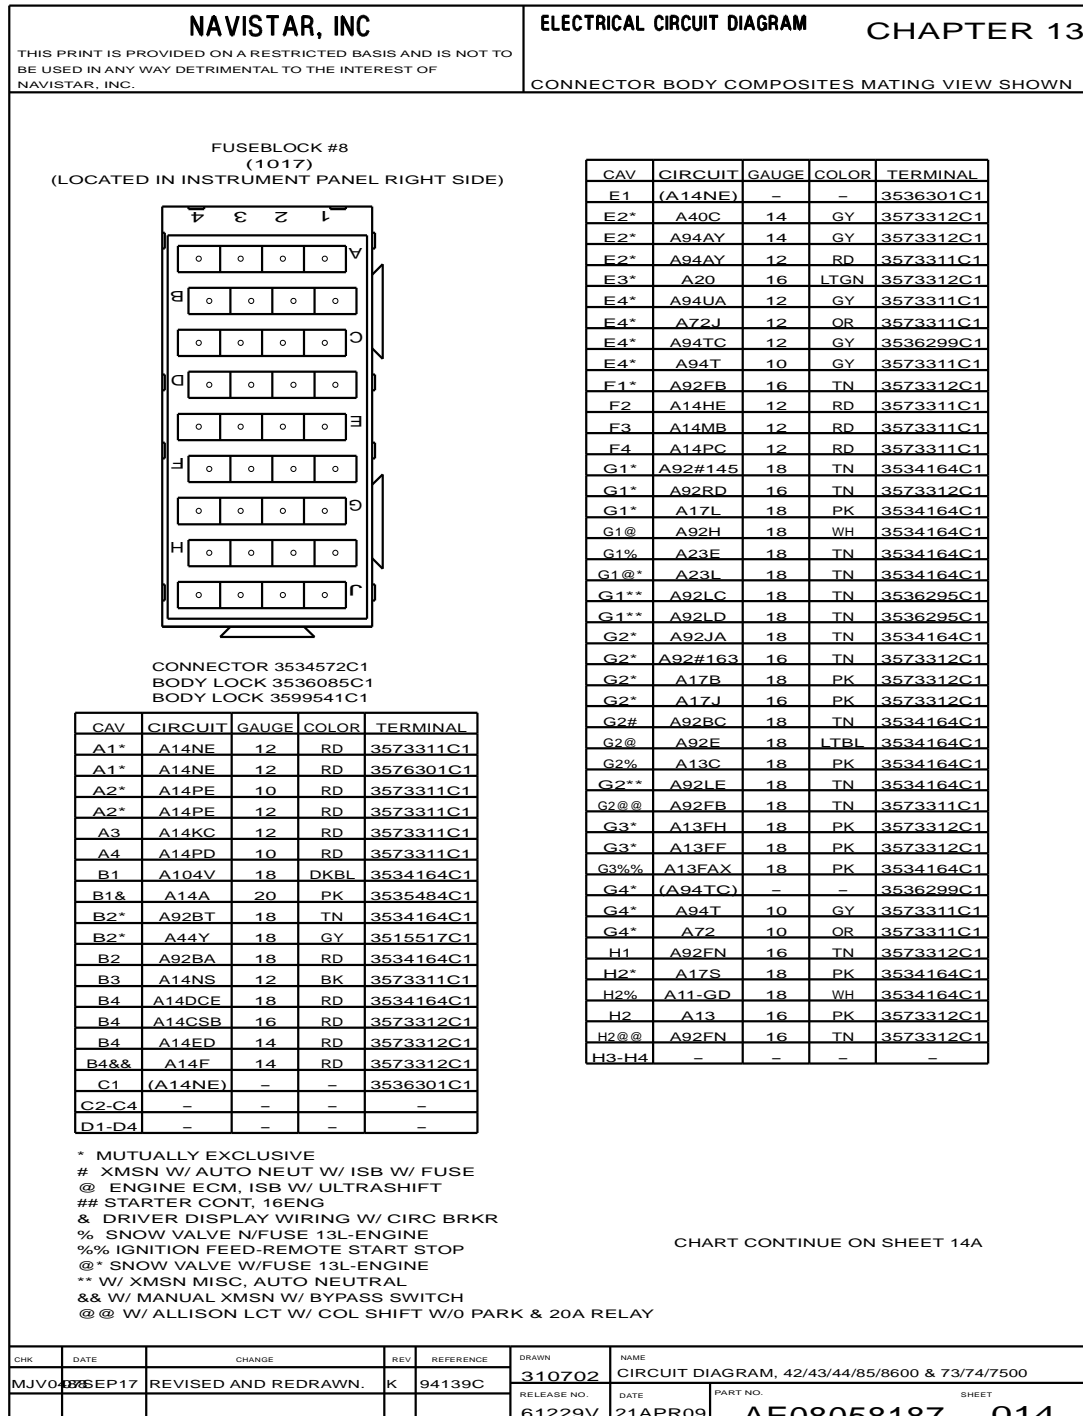 NAVISTAR, INC
THIS PRINT IS PROVIDED ON A RESTRICTED BASIS AND IS NOT TO
BE USED IN ANY WAY DETRIMENTAL TO THE INTEREST OF
NAVISTAR, INC.
ELECTRICAL CIRCUIT DIAGRAM
CHAPTER 13
CONNECTOR BODY COMPOSITES MATING VIEW SHOWN
FUSEBLOCK #8
(1017)
(LOCATED IN INSTRUMENT PANEL RIGHT SIDE)
4 3 2 1
A
B
C
D
E
F
G
H
J
CONNECTOR 3534572C1
BODY LOCK 3536085C1
BODY LOCK 3599541C1
CAV CIRCUIT GAUGE COLOR TERMINAL
A1* A14NE 12 RD 3573311C1
A1* A14NE 12 RD 3576301C1
A2* A14PE 10 RD 3573311C1
A2* A14PE 12 RD 3573311C1
A3 A14KC 12 RD 3573311C1
A4 A14PD 10 RD 3573311C1
B1 A104V 18 DKBL 3534164C1
B1& A14A 20 PK 3535484C1
B2* A92BT 18 TN 3534164C1
B2* A44Y 18 GY 3515517C1
B2 A92BA 18 RD 3534164C1
B3 A14NS 12 BK 3573311C1
B4 A14DCE 18 RD 3534164C1
B4 A14CSB 16 RD 3573312C1
B4 A14ED 14 RD 3573312C1
B4&& A14F 14 RD 3573312C1
C1 (A14NE) – – 3536301C1
C2-C4 – – – –
D1-D4 – – – –
* MUTUALLY EXCLUSIVE
# XMSN W/ AUTO NEUT W/ ISB W/ FUSE
@ ENGINE ECM, ISB W/ ULTRASHIFT
## STARTER CONT, 16ENG
& DRIVER DISPLAY WIRING W/ CIRC BRKR
% SNOW VALVE N/FUSE 13L-ENGINE
%% IGNITION FEED-REMOTE START STOP
@* SNOW VALVE W/FUSE 13L-ENGINE
** W/ XMSN MISC, AUTO NEUTRAL
&& W/ MANUAL XMSN W/ BYPASS SWITCH
@@ W/ ALLISON LCT W/ COL SHIFT W/0 PARK & 20A RELAY
CAV CIRCUIT GAUGE COLOR TERMINAL
E1 (A14NE) – – 3536301C1
E2* A40C 14 GY 3573312C1
E2* A94AY 14 GY 3573312C1
E2* A94AY 12 RD 3573311C1
E3* A20 16 LTGN 3573312C1
E4* A94UA 12 GY 3573311C1
E4* A72J 12 OR 3573311C1
E4* A94TC 12 GY 3536299C1
E4* A94T 10 GY 3573311C1
F1* A92FB 16 TN 3573312C1
F2 A14HE 12 RD 3573311C1
F3 A14MB 12 RD 3573311C1
F4 A14PC 12 RD 3573311C1
G1* A92#145 18 TN 3534164C1
G1* A92RD 16 TN 3573312C1
G1* A17L 18 PK 3534164C1
G1@ A92H 18 WH 3534164C1
G1% A23E 18 TN 3534164C1
G1@* A23L 18 TN 3534164C1
G1** A92LC 18 TN 3536295C1
G1** A92LD 18 TN 3536295C1
G2* A92JA 18 TN 3534164C1
G2* A92#163 16 TN 3573312C1
G2* A17B 18 PK 3573312C1
G2* A17J 16 PK 3573312C1
G2# A92BC 18 TN 3534164C1
G2@ A92E 18 LTBL 3534164C1
G2% A13C 18 PK 3534164C1
G2** A92LE 18 TN 3534164C1
G2@@ A92FB 18 TN 3573311C1
G3* A13FH 18 PK 3573312C1
G3* A13FF 18 PK 3573312C1
G3%% A13FAX 18 PK 3534164C1
G4* (A94TC) – – 3536299C1
G4* A94T 10 GY 3573311C1
G4* A72 10 OR 3573311C1
H1 A92FN 16 TN 3573312C1
H2* A17S 18 PK 3534164C1
H2% A11-GD 18 WH 3534164C1
H2 A13 16 PK 3573312C1
H2@@ A92FN 16 TN 3573312C1
H3-H4 – – – –
CHART CONTINUE ON SHEET 14A
CHK DATE CHANGE REV REFERENCE DRAWN NAME
SEP17 REVISED AND REDRAWN. K 94139C 310702 CIRCUIT DIAGRAM, 42/43/44/85/8600 & 73/74/7500
RELEASE NO. DATE PART NO. SHEET
61229V 21APR09 AE08058187 014